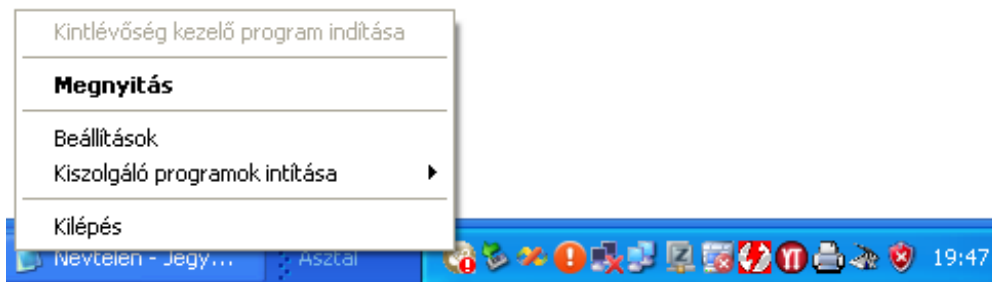 Kintlévőség kezelő program indítása
Megnyitás
Beállítások
Kiszolgáló programok intítása
Kilépés
Névtelen - Jegy...
Asztal
19:47